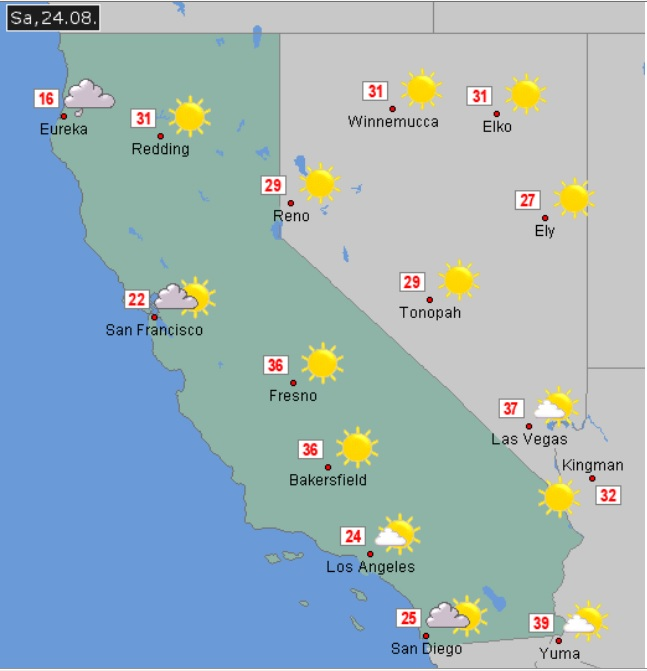 Sa,24.08.
16
Eureka
31
Redding
31
Winnemucca
31
Elko
29
Reno
27
Ely
29
Tonopah
22
San Francisco
36
Fresno
37
Las Vegas
36
Bakersfield
Kingman
32
24
Los Angeles
25
San Diego
39
Yuma